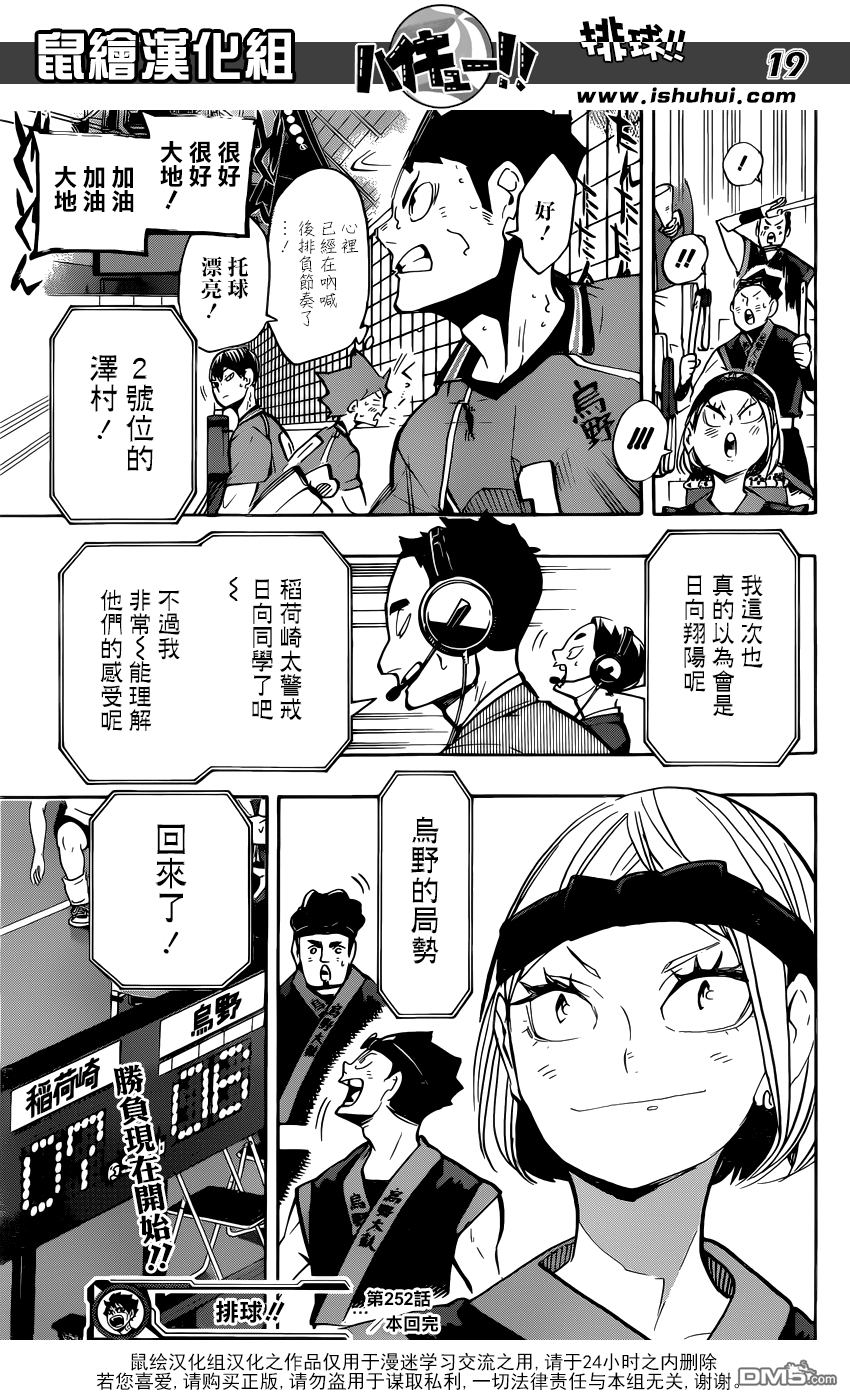 鼠繪漢化組
ハイキュー!!
排球!!
19
www.ishuhui.com
!
!!
!!!
好!
烏野
心裡
已經在吶喊
後排負節奏了
…!
很好
很好
大地!
加油
加油
大地
托球
漂亮!
2號位的
澤村!
我這次也
真的以為會是
日向翔陽呢
稻荷崎太警戒
日向同學了吧
~
不過我
非常~能理解
他們的感受呢
烏野的局勢
回來了!
烏野
06
稻荷崎
07
烏野太鼓
勝負現在開始!!
排球!!
第252話
…／本回完
鼠绘汉化组汉化之作品仅用于漫迷学习交流之用, 请于24小时之内删除
若您喜爱, 请购买正版, 请勿盗用于谋取私利, 一切法律责任与本组无关, 谢谢。
DM5.com